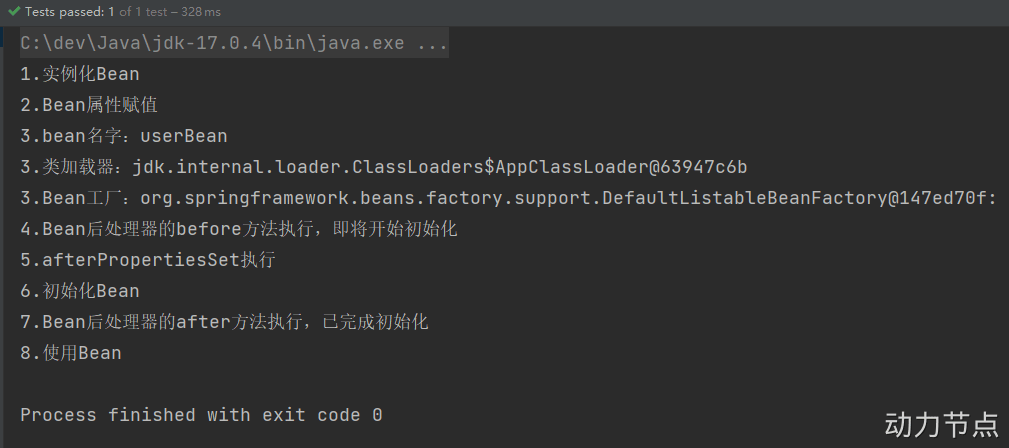 Tests passed: 1 of 1 test – 328 ms
C:\dev\Java\jdk-17.0.4\bin\java.exe ...
1.实例化Bean
2.Bean属性赋值
3.bean名字：userBean
3.类加载器：jdk.internal.loader.ClassLoaders$AppClassLoader@63947c6b
3.Bean工厂：org.springframework.beans.factory.support.DefaultListableBeanFactory@147ed70f:
4.Bean后处理器的before方法执行，即将开始初始化
5.afterPropertiesSet执行
6.初始化Bean
7.Bean后处理器的after方法执行，已完成初始化
8.使用Bean
Process finished with exit code 0
动力节点